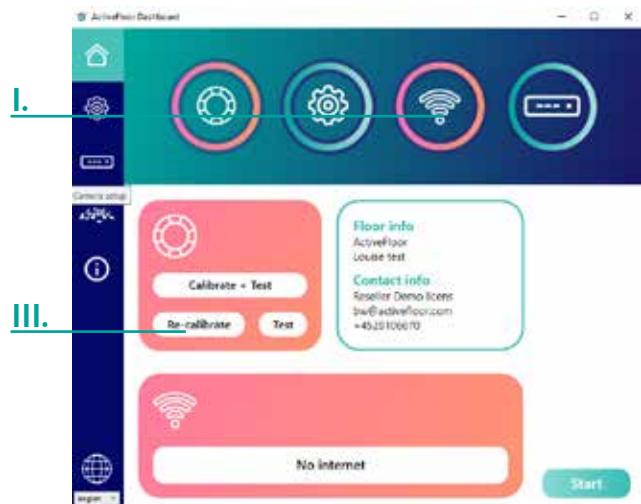 ActiveFloor Dashboard
I.
Camera setup
Floor info
ActiveFloor
Louise test
Calibrate + Test
Contact info
Reseller Demo licens
bw@activefloor.com
+4528106670
III.
Re-calibrate
Test
No internet
Start
English